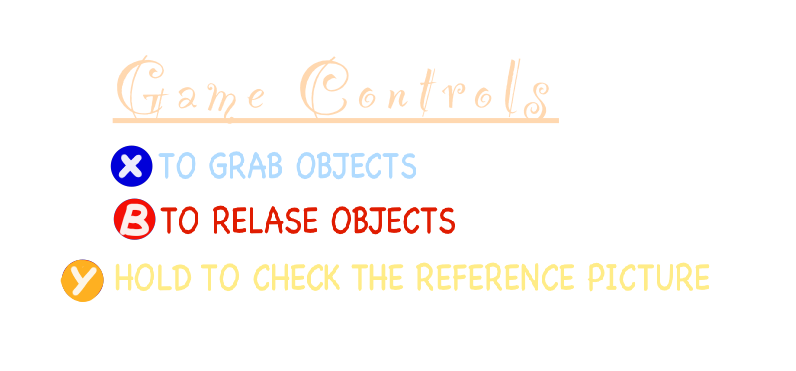 Game Controls
X TO GRAB OBJECTS
B TO RELASE OBJECTS
Y HOLD TO CHECK THE REFERENCE PICTURE